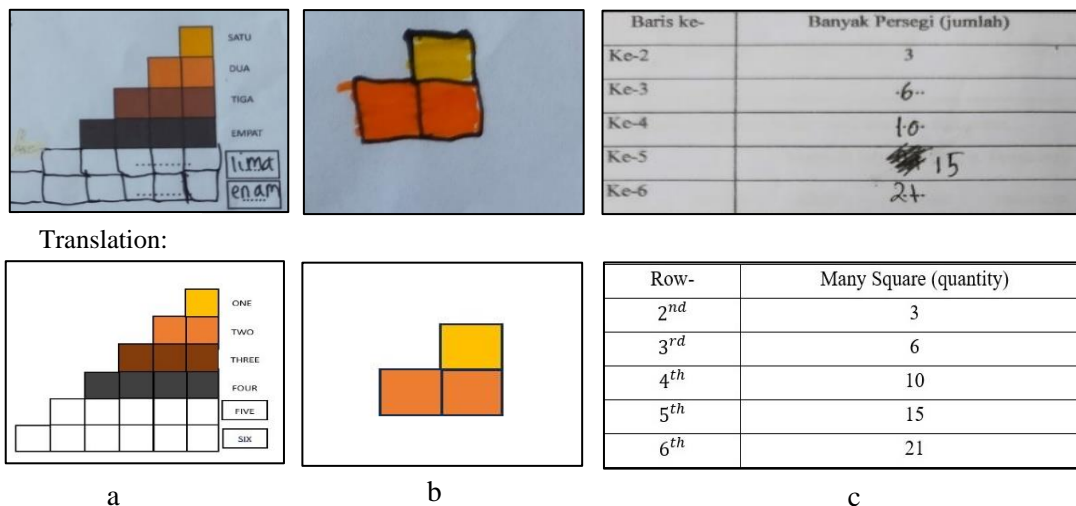 SATU
DUA
TIGA
EMPAT
...........
lima
...........
enam
Baris ke-	Banyak Persegi (jumlah)
Ke-2	3
Ke-3	6
Ke-4	10
Ke-5	15
Ke-6	21
Translation:
ONE
TWO
THREE
FOUR
FIVE
SIX
Row-	Many Square (quantity)
2nd	3
3rd	6
4th	10
5th	15
6th	21
a	b	c